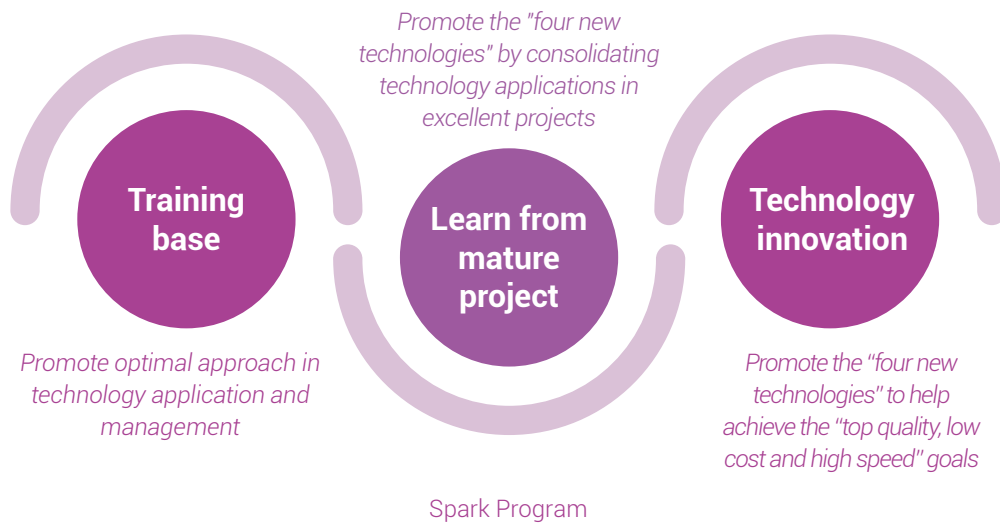 Training
base
Promote optimal approach in
technology application and
management
Promote the "four new
technologies" by consolidating
technology applications in
excellent projects
Learn from
mature
project
Technology
innovation
Promote the "four new
technologies" to help
achieve the "top quality, low
cost and high speed" goals
Spark Program